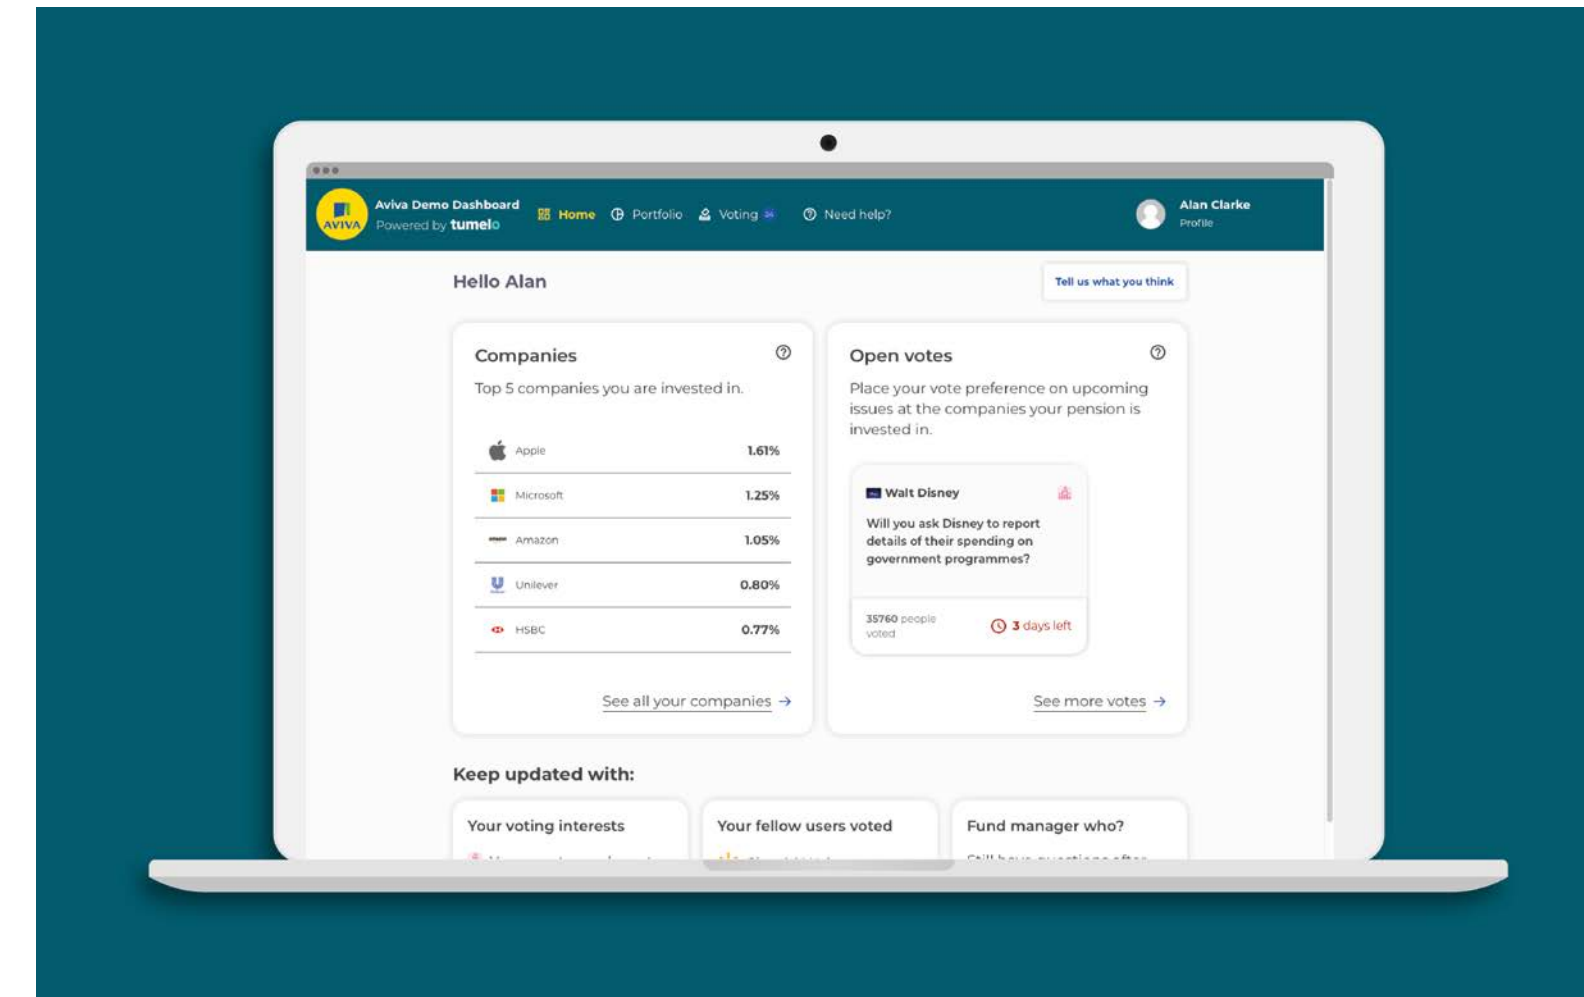 AVIVA
Aviva Demo Dashboard
Powered by tumelo
Home
Portfolio
Voting
Need help?
Alan Clarke
Profile
Hello Alan
Tell us what you think
Companies
Top 5 companies you are invested in.
Apple 1.61%
Microsoft 1.25%
Amazon 1.05%
Unilever 0.80%
HSBC 0.77%
See all your companies →
Open votes
Place your vote preference on upcoming
issues at the companies your pension is
invested in.
Walt Disney
Will you ask Disney to report
details of their spending on
government programmes?
35760 people
voted
3 days left
See more votes →
Keep updated with:
Your voting interests
Your fellow users voted
Fund manager who?
Still have questions after